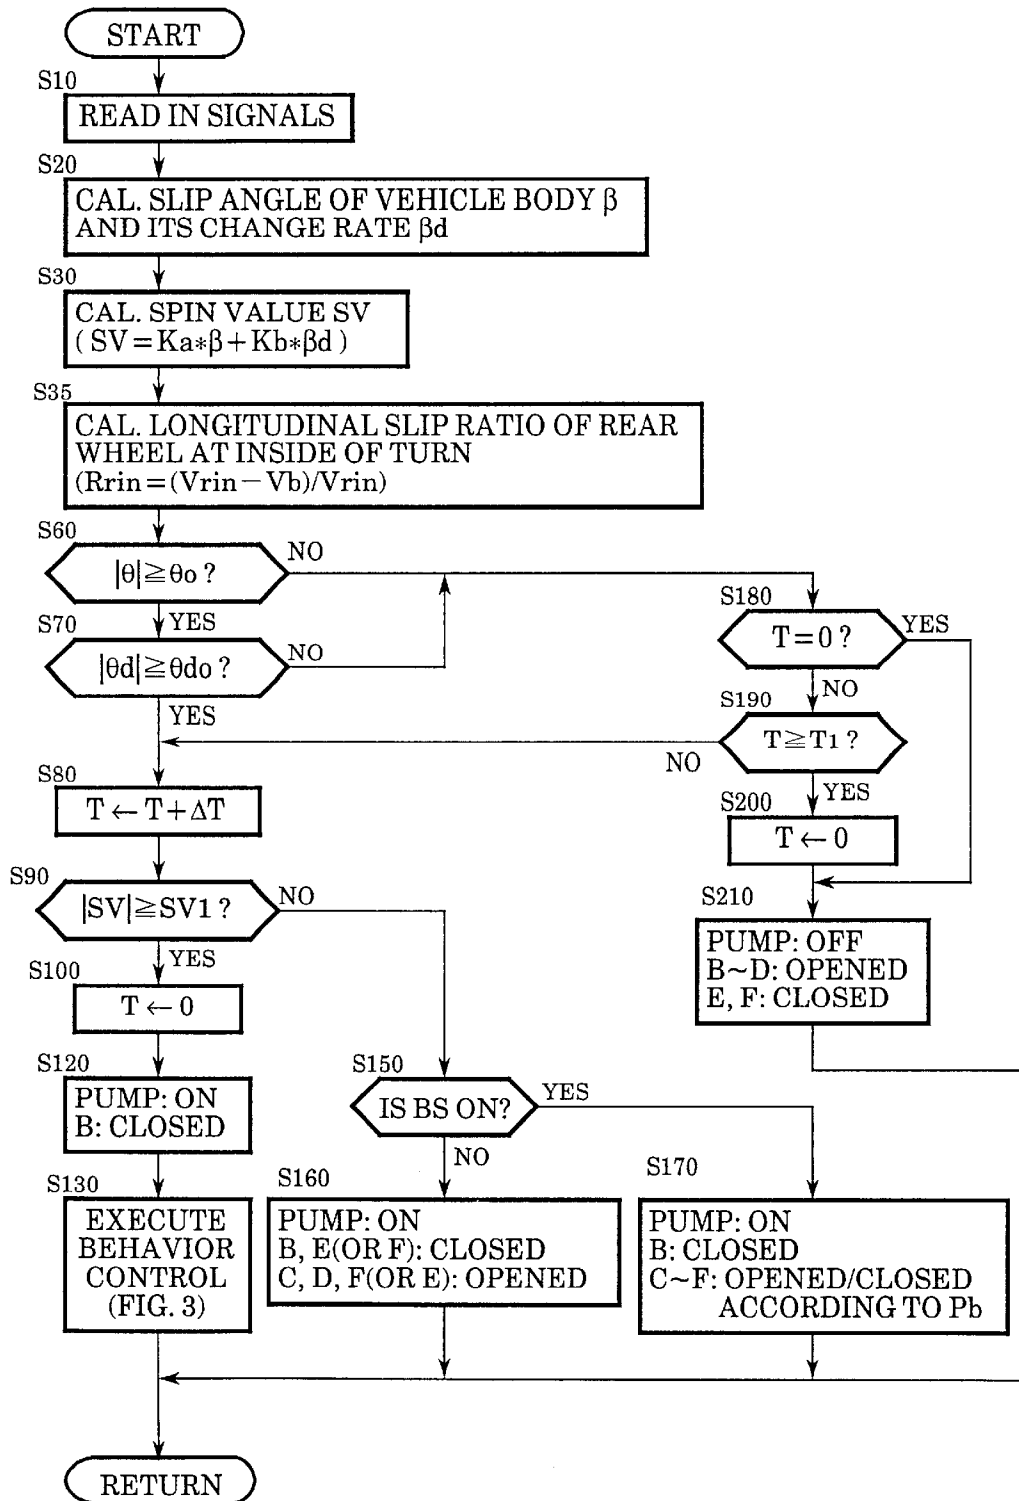 START
S10
READ IN SIGNALS
S20
CAL. SLIP ANGLE OF VEHICLE BODY β
AND ITS CHANGE RATE βd
S30
CAL. SPIN VALUE SV
( SV = Ka*β + Kb*βd )
S35
CAL. LONGITUDINAL SLIP RATIO OF REAR
WHEEL AT INSIDE OF TURN
(Rrin = (Vrin − Vb)/Vrin)
S60
|θ| ≧ θo ?
NO
YES
S70
|θd| ≧ θdo ?
NO
YES
S180
T = 0 ?
YES
NO
S190
T ≧ T1 ?
NO
YES
S200
T ← 0
S80
T ← T + ΔT
S90
|SV| ≧ SV1 ?
NO
YES
S210
PUMP: OFF
B~D: OPENED
E, F: CLOSED
S100
T ← 0
S120
PUMP: ON
B: CLOSED
S150
IS BS ON?
YES
NO
S130
EXECUTE
BEHAVIOR
CONTROL
(FIG. 3)
S160
PUMP: ON
B, E(OR F): CLOSED
C, D, F(OR E): OPENED
S170
PUMP: ON
B: CLOSED
C~F: OPENED/CLOSED
ACCORDING TO Pb
RETURN